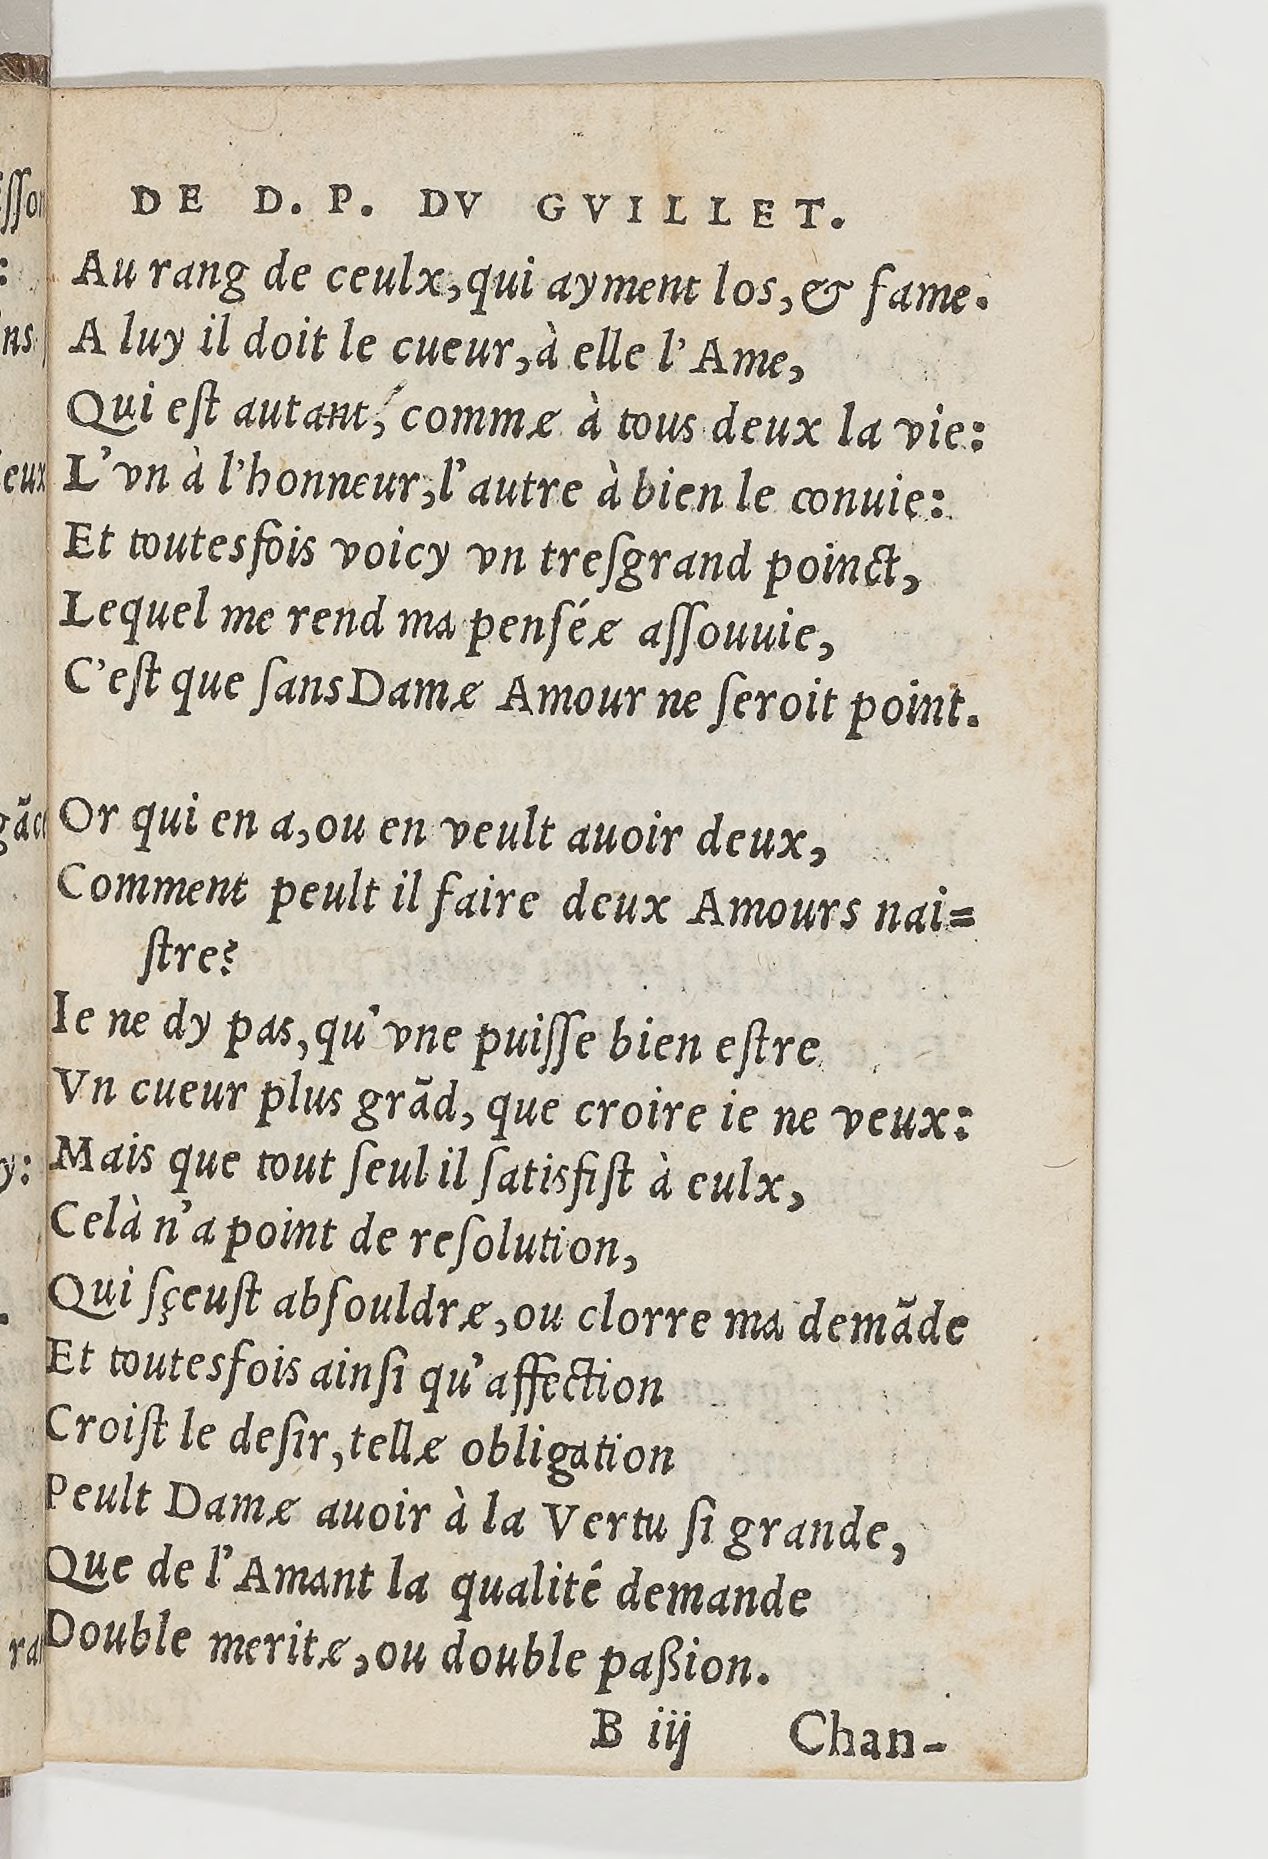 DE D. P. DV GVILLET.
Au rang de ceulx, qui ayment los, & fame.
A luy il doit le cueur, à elle l'Ame,
Qui eſt autant, comme à tous deux la vie:
L'vn à l'honneur, l'autre à bien le conuie:
Et toutesfois voicy vn treſgrand poinct,
Lequel me rend ma penſée aſſouuie,
C'eſt que ſans Dame Amour ne ſeroit point.
Or qui en a, ou en veult auoir deux,
Comment peult il faire deux Amours nai=
ſtre?
Ie ne dy pas, qu'vne puiſſe bien eſtre
Vn cueur plus grãd, que croire ie ne veux:
Mais que tout ſeul il ſatisfiſt à eulx,
Celà n'a point de reſolution,
Qui ſçeuſt abſouldre, ou clorre ma demãde
Et toutesfois ainſi qu'affection
Croiſt le deſir, telle obligation
Peult Dame auoir à la Vertu ſi grande,
Que de l'Amant la qualité demande
Double merite, ou double paßion.
B iij Chan-